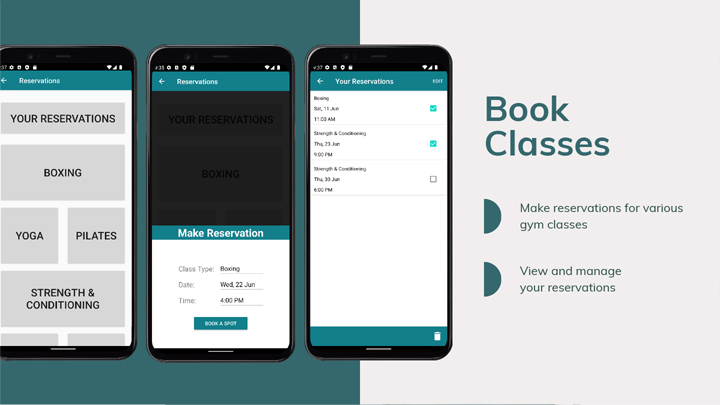 :37
Reservations
YOUR RESERVATIONS
BOXING
YOGA
PILATES
STRENGTH &
CONDITIONING
4:35
Reservations
YOUR RESERVATIONS
BOXING
Make Reservation
Class Type: Boxing
Date: Wed, 22 Jun
Time: 4:00 PM
BOOK A SPOT
4:37
Your Reservations
EDIT
Boxing
Sat, 11 Jun
11:03 AM
Strength & Conditioning
Thu, 23 Jun
9:00 PM
Strength & Conditioning
Thu, 30 Jun
6:00 PM
Book
Classes
Make reservations for various
gym classes
View and manage
your reservations